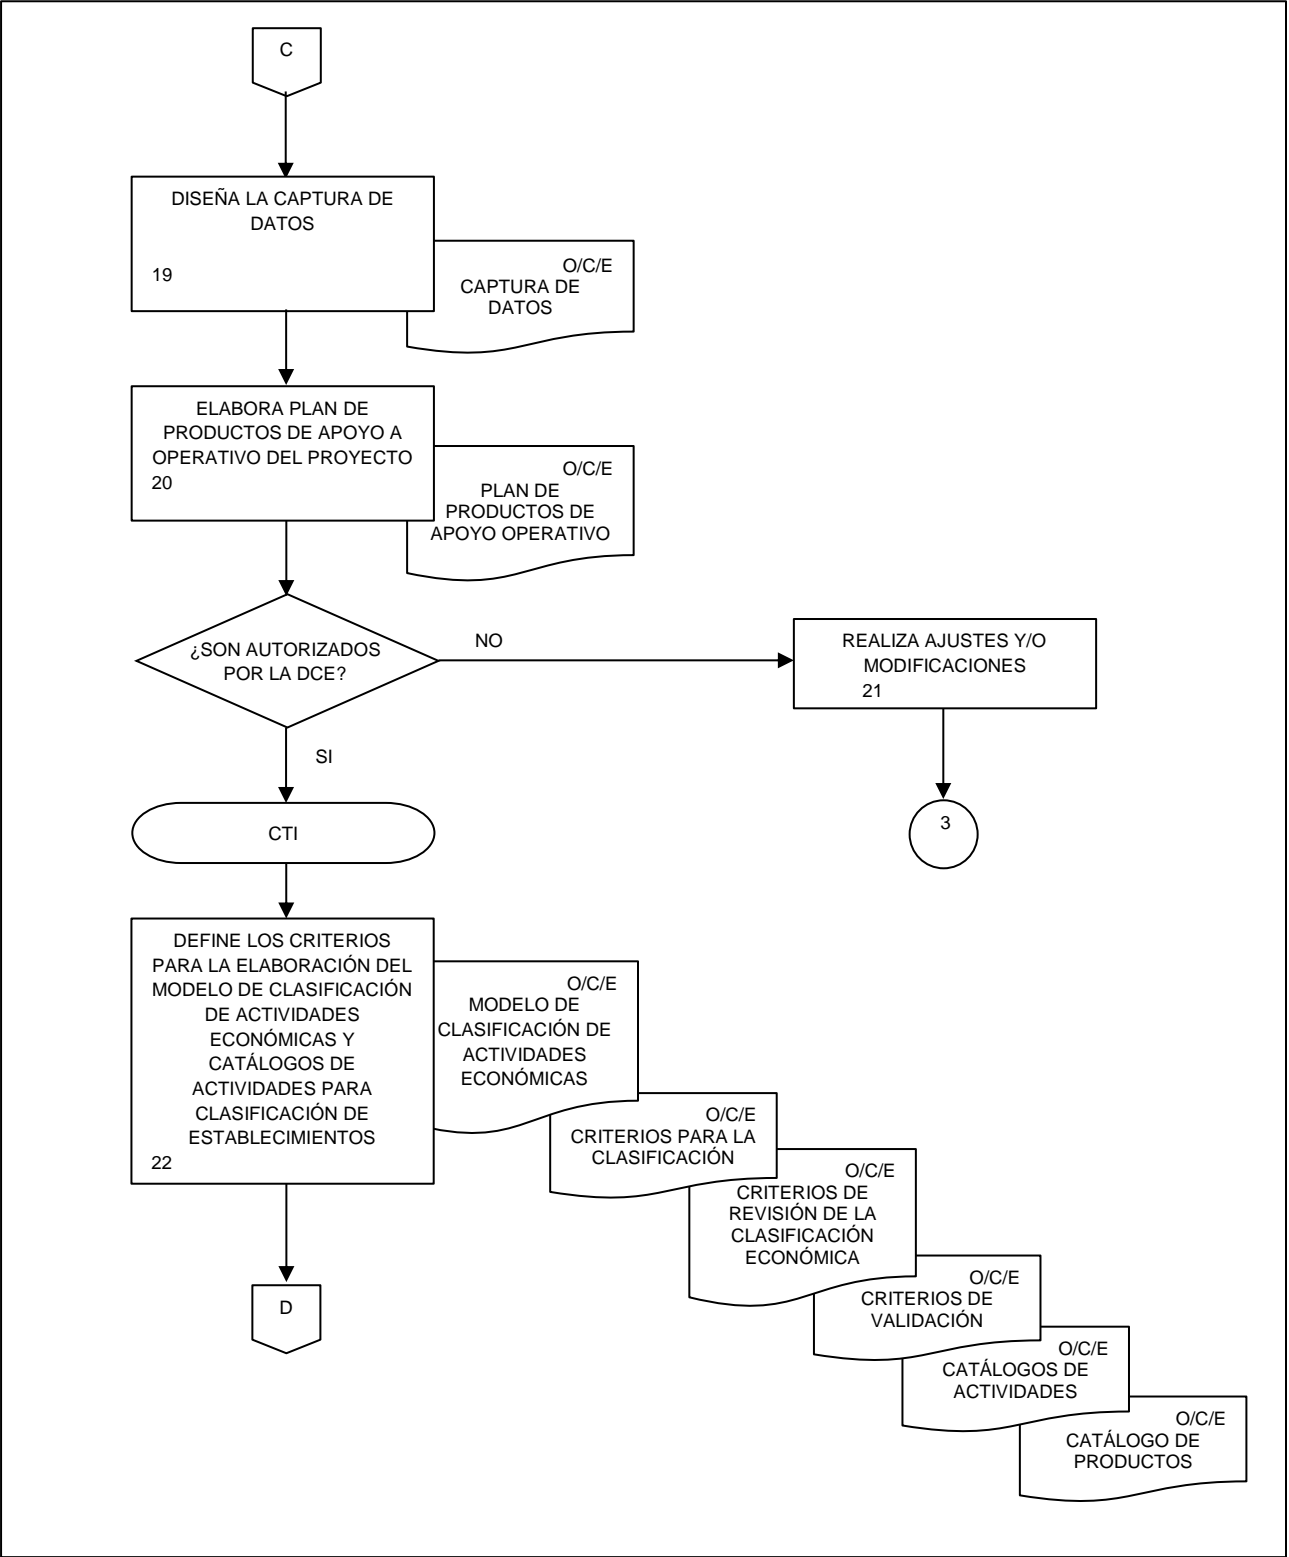 C
DISEÑA LA CAPTURA DE
DATOS
19
O/C/E
CAPTURA DE
DATOS
ELABORA PLAN DE
PRODUCTOS DE APOYO A
OPERATIVO DEL PROYECTO
20
O/C/E
PLAN DE
PRODUCTOS DE
APOYO OPERATIVO
¿SON AUTORIZADOS
POR LA DCE?
NO
REALIZA AJUSTES Y/O
MODIFICACIONES
21
SI
3
CTI
DEFINE LOS CRITERIOS
PARA LA ELABORACIÓN DEL
MODELO DE CLASIFICACIÓN
DE ACTIVIDADES
ECONÓMICAS Y
CATÁLOGOS DE
ACTIVIDADES PARA
CLASIFICACIÓN DE
ESTABLECIMIENTOS
22
O/C/E
MODELO DE
CLASIFICACIÓN DE
ACTIVIDADES
ECONÓMICAS
O/C/E
CRITERIOS PARA LA
CLASIFICACIÓN
O/C/E
CRITERIOS DE
REVISIÓN DE LA
CLASIFICACIÓN
ECONÓMICA
O/C/E
CRITERIOS DE
VALIDACIÓN
O/C/E
CATÁLOGOS DE
ACTIVIDADES
O/C/E
CATÁLOGO DE
PRODUCTOS
D